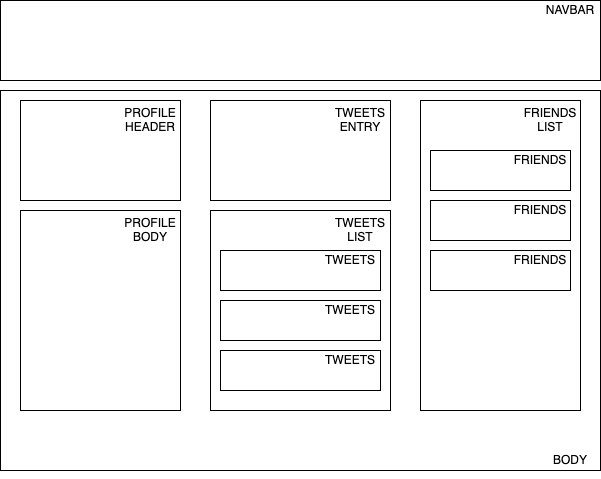 NAVBAR
PROFILE
HEADER
TWEETS
ENTRY
FRIENDS
LIST
FRIENDS
FRIENDS
FRIENDS
PROFILE
BODY
TWEETS
LIST
TWEETS
TWEETS
TWEETS
BODY